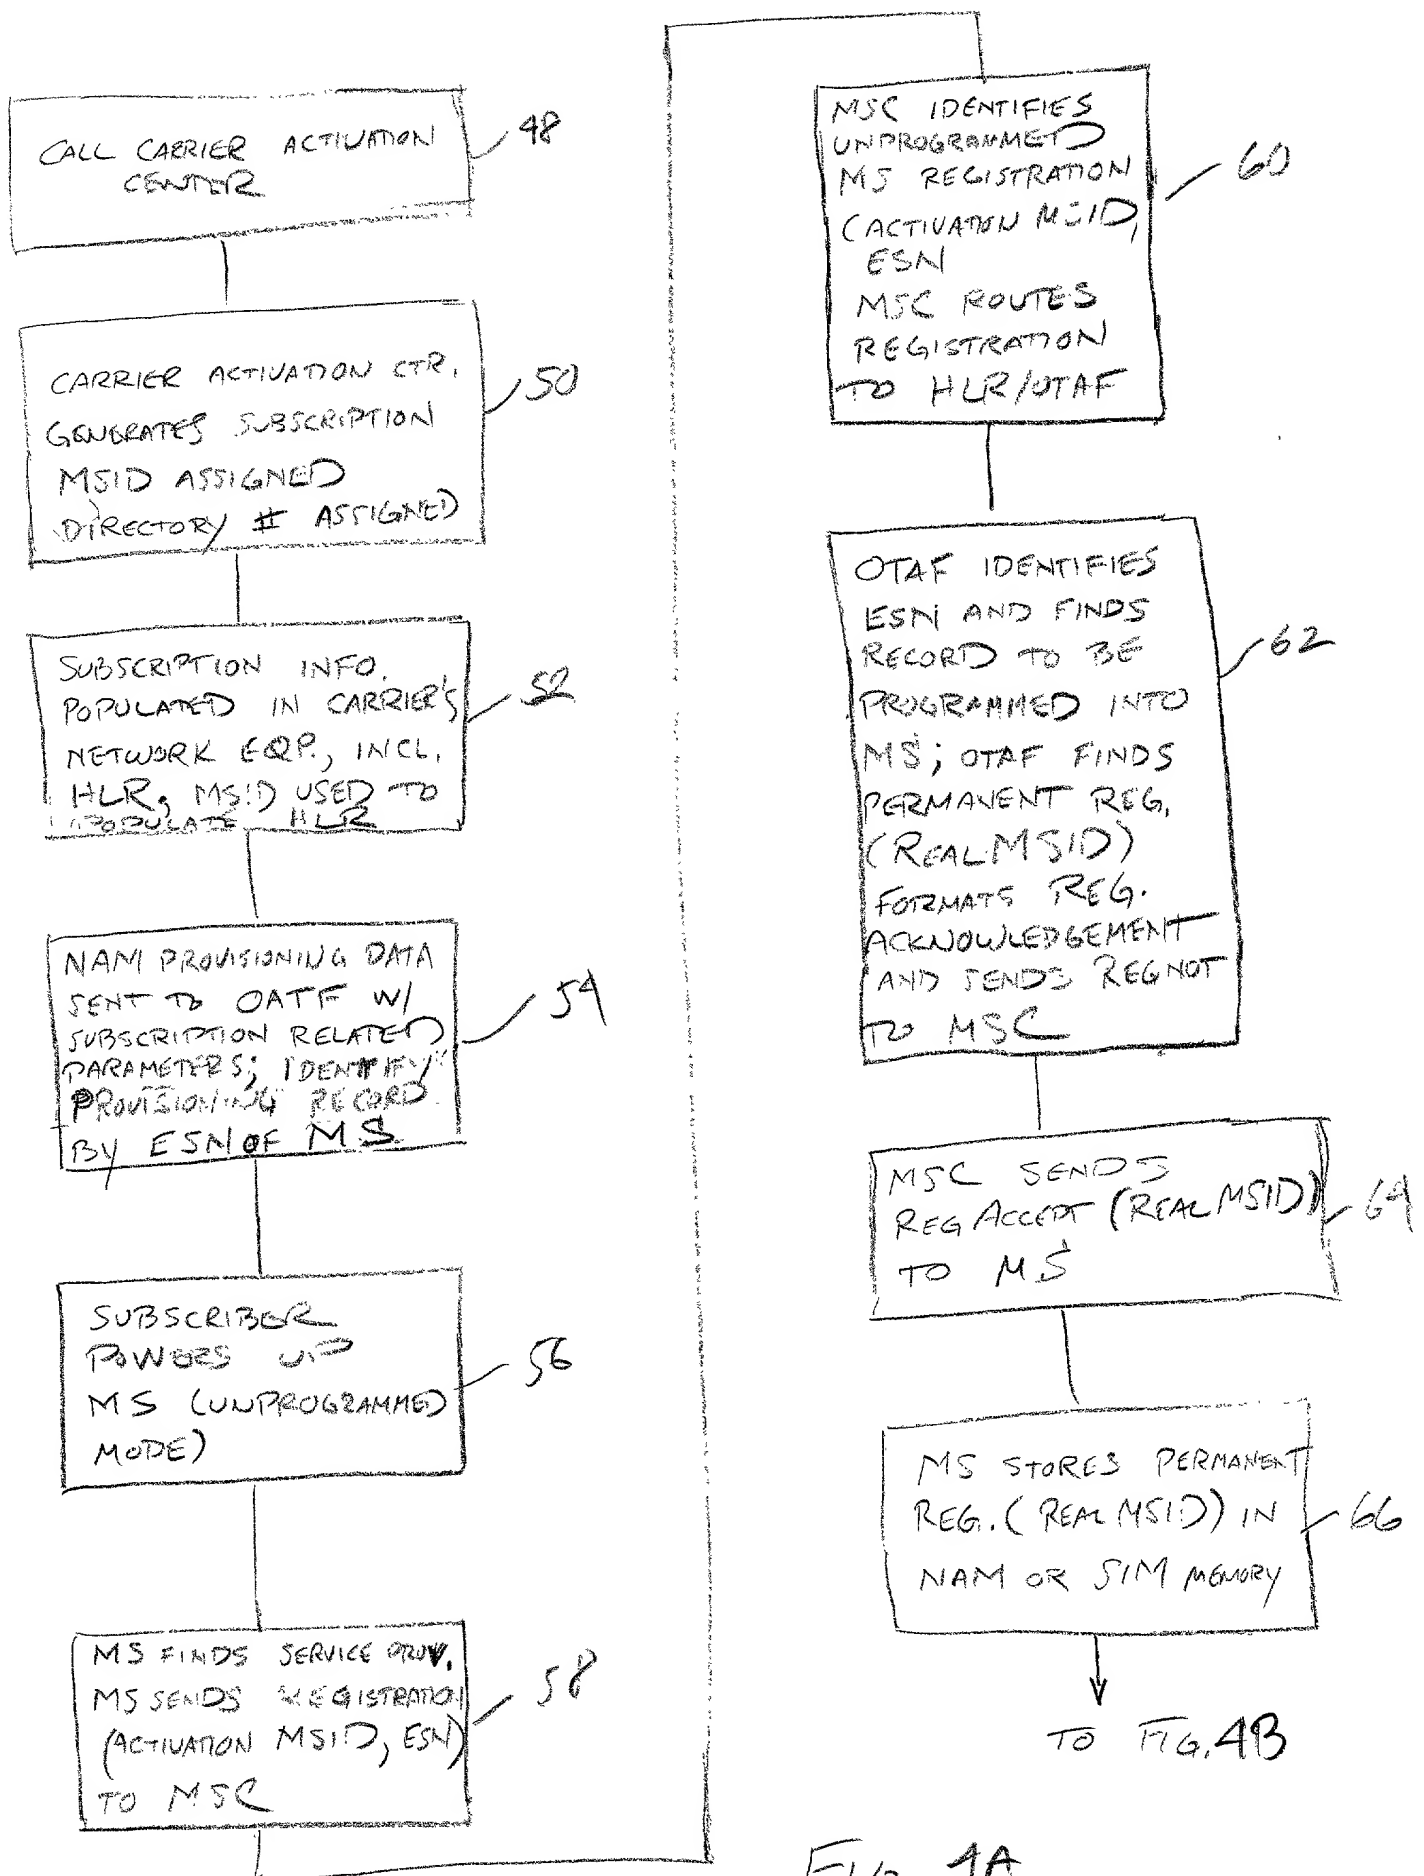 CALL CARRIER ACTIVATION
CENTER
48
CARRIER ACTIVATION CTR.
GENERATES SUBSCRIPTION
MSID ASSIGNED
DIRECTORY # ASSIGNED
50
SUBSCRIPTION INFO.
POPULATED IN CARRIER'S
NETWORK EQP., INCL.
HLR, MSID USED TO
POPULATE HLR
52
NAM PROVISIONING DATA
SENT TO OATF W/
SUBSCRIPTION RELATED
PARAMETERS; IDENTIFY
PROVISIONING RECORD
BY ESN OF MS
54
SUBSCRIBER
POWERS UP
MS (UNPROGRAMMED
MODE)
56
MS FINDS SERVICE PROV.
MS SENDS REGISTRATION
(ACTIVATION MSID, ESN)
TO MSC
58
MSC IDENTIFIES
UNPROGRAMMED
MS REGISTRATION
(ACTIVATION MSID,
ESN
MSC ROUTES
REGISTRATION
TO HLR/OTAF
60
OTAF IDENTIFIES
ESN AND FINDS
RECORD TO BE
PROGRAMMED INTO
MS; OTAF FINDS
PERMANENT REG.
(REAL MSID)
FORMATS REG.
ACKNOWLEDGEMENT
AND SENDS REGNOT
TO MSC
62
MSC SENDS
REG ACCEPT (REAL MSID)
TO MS
64
MS STORES PERMANENT
REG. (REAL MSID) IN
NAM OR SIM MEMORY
66
TO FIG. 4B
FIG. 4A